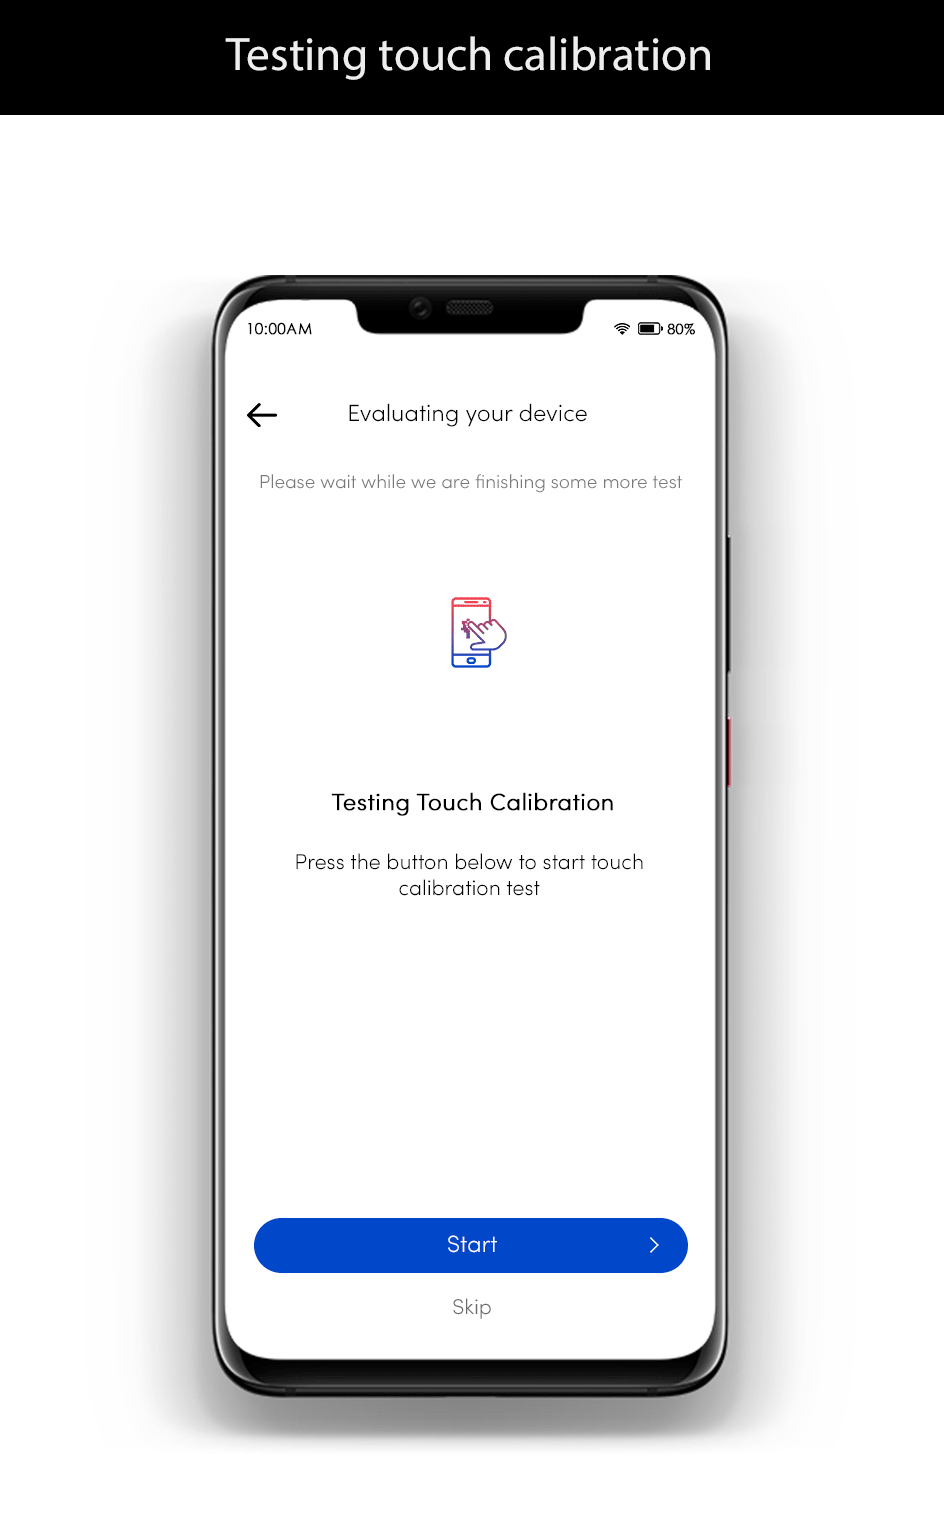 Testing touch calibration
10:00AM
80%
Evaluating your device
Please wait while we are finishing some more test
Testing Touch Calibration
Press the button below to start touch
calibration test
Start
Skip